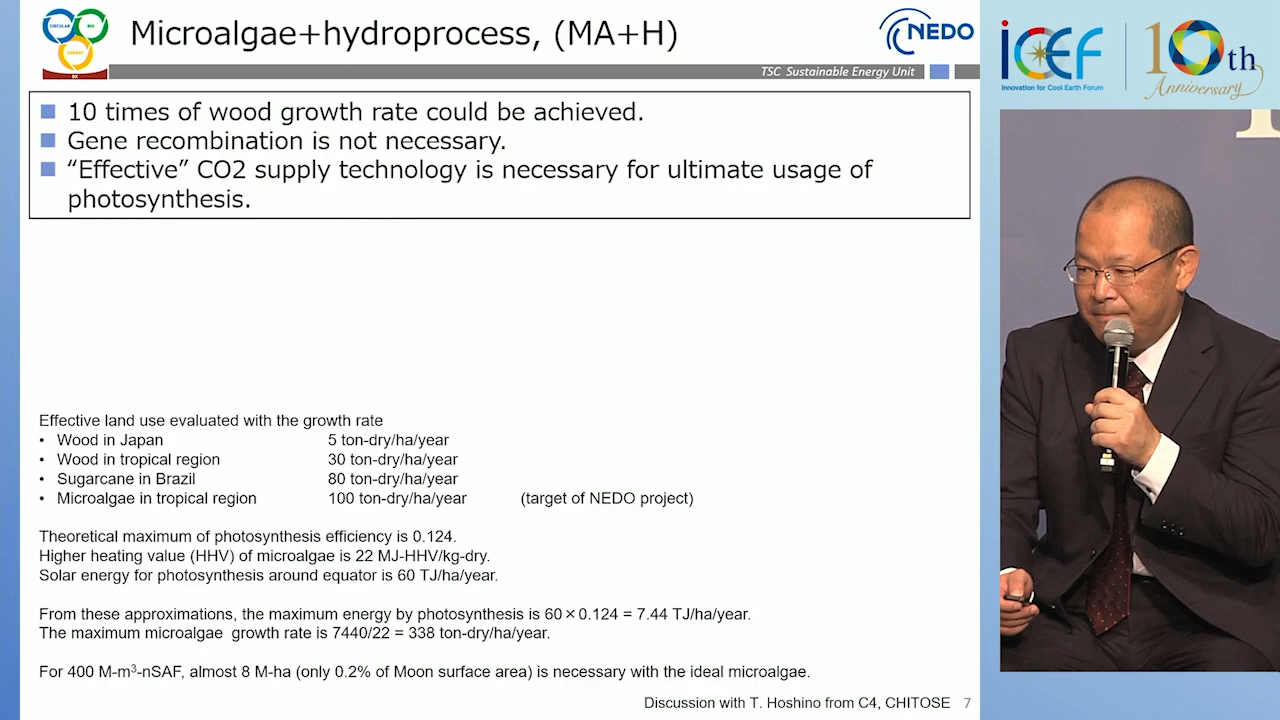 CIRCULAR
BIO
ENERGY
DX
Microalgae+hydroprocess, (MA+H)
NEDO
TSC Sustainable Energy Unit
iCEF
Innovation for Cool Earth Forum
10th
Anniversary
10 times of wood growth rate could be achieved.
Gene recombination is not necessary.
“Effective” CO2 supply technology is necessary for ultimate usage of
photosynthesis.
Effective land use evaluated with the growth rate
• Wood in Japan 5 ton-dry/ha/year
• Wood in tropical region 30 ton-dry/ha/year
• Sugarcane in Brazil 80 ton-dry/ha/year
• Microalgae in tropical region 100 ton-dry/ha/year (target of NEDO project)
Theoretical maximum of photosynthesis efficiency is 0.124.
Higher heating value (HHV) of microalgae is 22 MJ-HHV/kg-dry.
Solar energy for photosynthesis around equator is 60 TJ/ha/year.
From these approximations, the maximum energy by photosynthesis is 60×0.124 = 7.44 TJ/ha/year.
The maximum microalgae growth rate is 7440/22 = 338 ton-dry/ha/year.
For 400 M-m³-nSAF, almost 8 M-ha (only 0.2% of Moon surface area) is necessary with the ideal microalgae.
Discussion with T. Hoshino from C4, CHITOSE 7